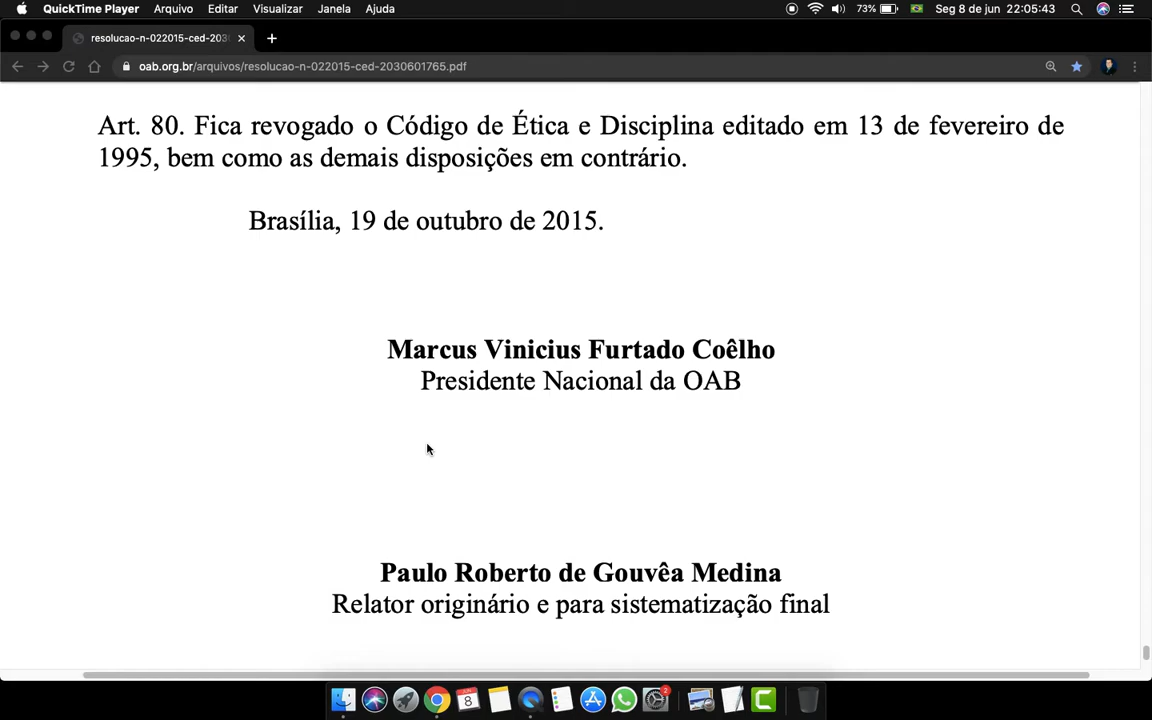 QuickTime Player Arquivo Editar Visualizar Janela Ajuda 73% Seg 8 de jun 22:05:43
resolucao-n-022015-ced-203
oab.org.br/arquivos/resolucao-n-022015-ced-2030601765.pdf
Art. 80. Fica revogado o Código de Ética e Disciplina editado em 13 de fevereiro de
1995, bem como as demais disposições em contrário.
Brasília, 19 de outubro de 2015.
Marcus Vinicius Furtado Coêlho
Presidente Nacional da OAB
Paulo Roberto de Gouvêa Medina
Relator originário e para sistematização final
8
2